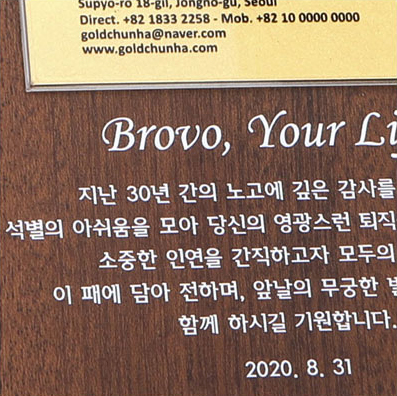 Supyo-ro 18-gil, Jongno-gu, Seoul
Direct. +82 1833 2258 - Mob. +82 10 0000 0000
goldchunha@naver.com
www.goldchunha.com
Brovo, Your Li
지난 30년 간의 노고에 깊은 감사를
석별의 아쉬움을 모아 당신의 영광스런 퇴직
소중한 인연을 간직하고자 모두의
이 패에 담아 전하며, 앞날의 무궁한
함께 하시길 기원합니다.
2020. 8. 31